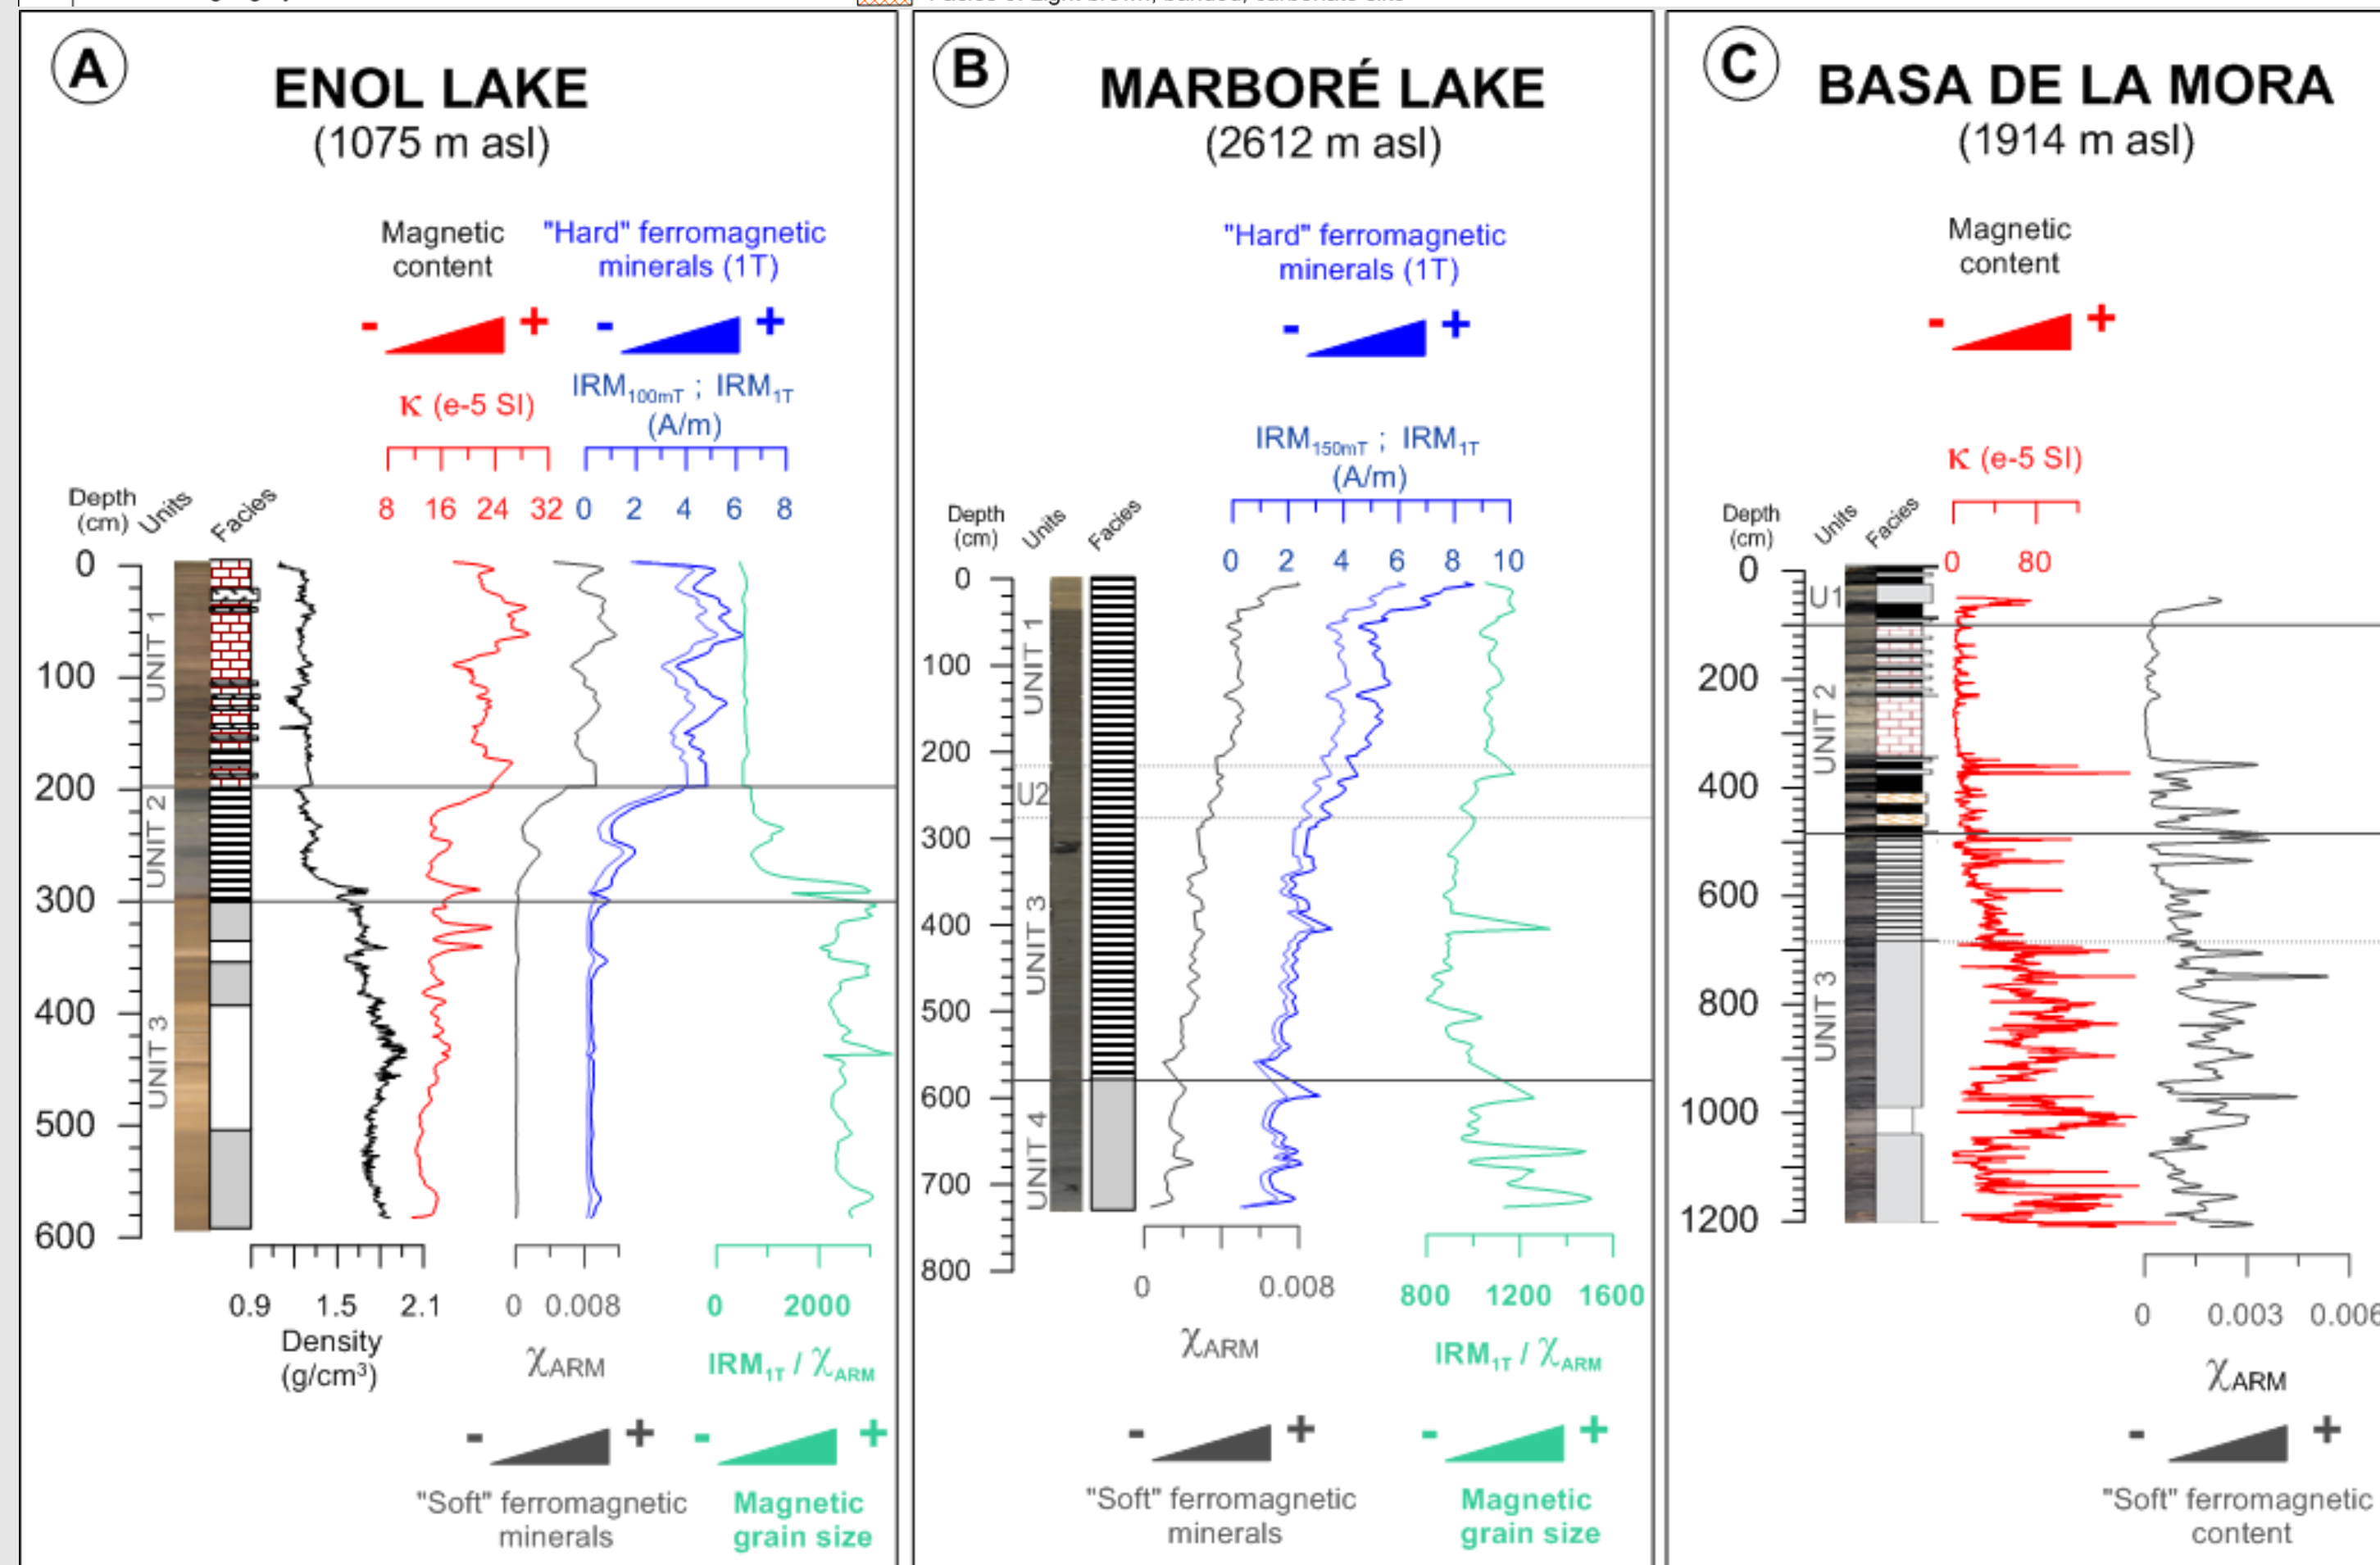 A
ENOL LAKE
(1075 m asl)
Magnetic
content
"Hard" ferromagnetic
minerals (1T)
- +
- +
κ (e-5 SI)
IRM100mT ; IRM1T
(A/m)
8 16 24 32
0 2 4 6 8
Depth
(cm)
Units
Facies
0
100
200
300
400
500
600
UNIT 1
UNIT 2
UNIT 3
0.9 1.5 2.1
Density
(g/cm³)
0 0.008
χARM
0 2000
IRM1T / χARM
- +
- +
"Soft" ferromagnetic
minerals
Magnetic
grain size
B
MARBORÉ LAKE
(2612 m asl)
"Hard" ferromagnetic
minerals (1T)
- +
IRM150mT ; IRM1T
(A/m)
0 2 4 6 8 10
Depth
(cm)
Units
Facies
0
100
200
300
400
500
600
700
800
UNIT 1
U2
UNIT 3
UNIT 4
0 0.008
χARM
800 1200 1600
IRM1T / χARM
- +
- +
"Soft" ferromagnetic
minerals
Magnetic
grain size
C
BASA DE LA MORA
(1914 m asl)
Magnetic
content
- +
κ (e-5 SI)
0 80
Depth
(cm)
Units
Facies
0
200
400
600
800
1000
1200
U1
UNIT 2
UNIT 3
0 0.003 0.006
χARM
- +
"Soft" ferromagnetic
content